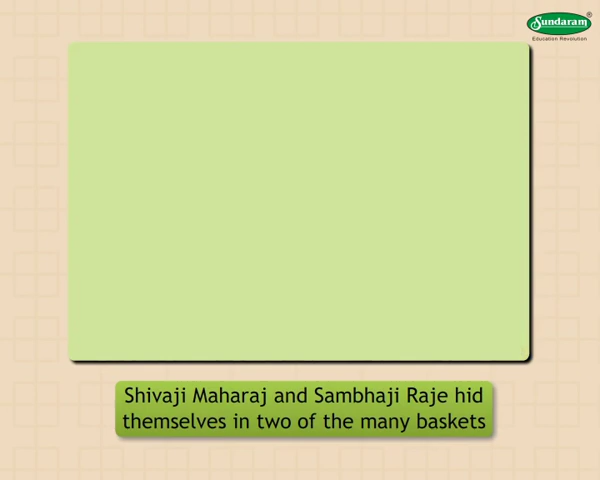 Sundaram®
Education Revolution
Shivaji Maharaj and Sambhaji Raje hid
themselves in two of the many baskets